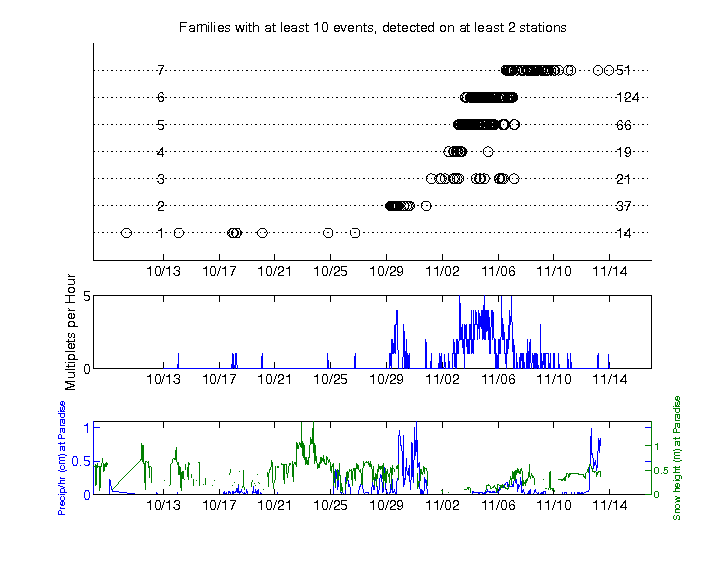 Families with at least 10 events, detected on at least 2 stations
7 51
6 124
5 66
4 19
3 21
2 37
1 14
10/13 10/17 10/21 10/25 10/29 11/02 11/06 11/10 11/14
Multiplets per Hour
5
0
10/13 10/17 10/21 10/25 10/29 11/02 11/06 11/10 11/14
Precip/hr (cm) at Paradise
1
0.5
0
Snow height (m) at Paradise
1
0.5
0
10/13 10/17 10/21 10/25 10/29 11/02 11/06 11/10 11/14